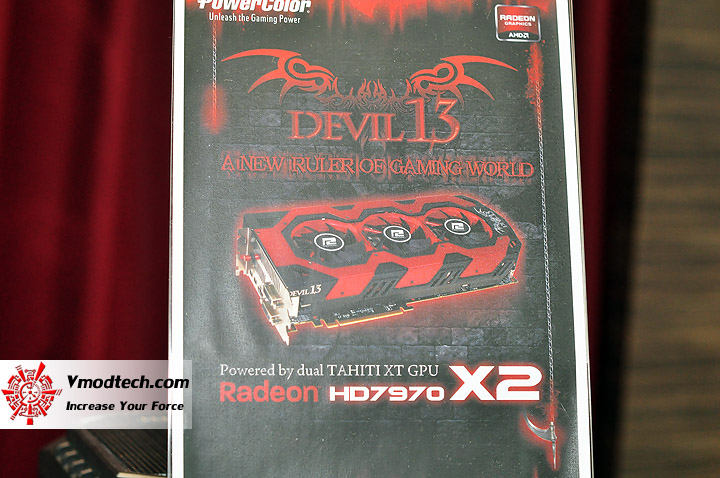 PowerColor
Unleash the Gaming Power
RADEON
GRAPHICS
AMD
DEVIL 13
A NEW RULER OF GAMING WORLD
DEVIL 13
Powered by dual TAHITI XT GPU
Radeon HD7970 X2
Vmodtech.com
Increase Your Force